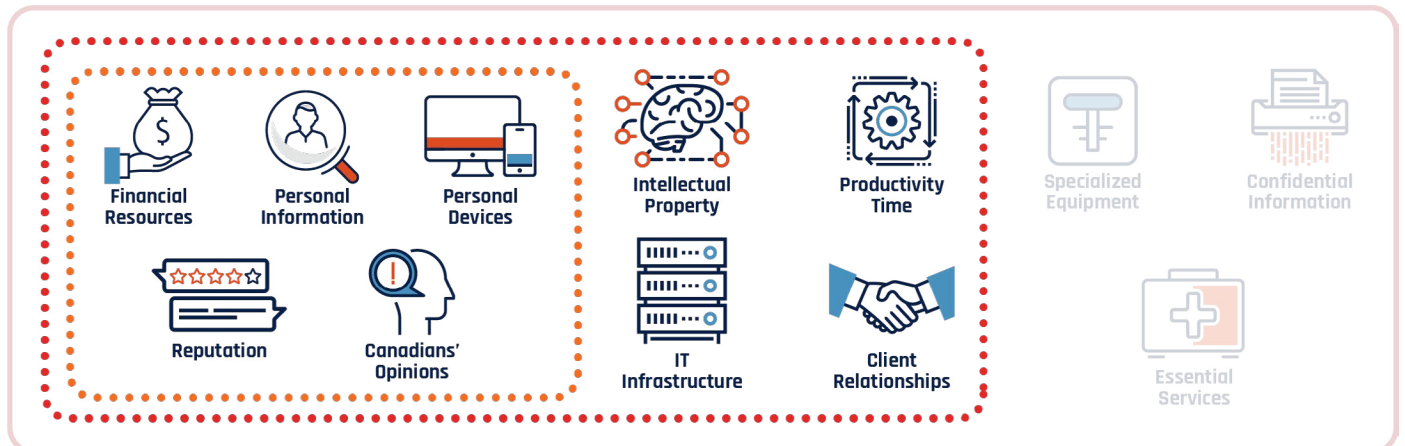 $
Financial
Resources
Personal
Information
Personal
Devices
Intellectual
Property
Productivity
Time
Specialized
Equipment
Confidential
Information
!
Reputation
Canadians'
Opinions
IT
Infrastructure
Client
Relationships
Essential
Services